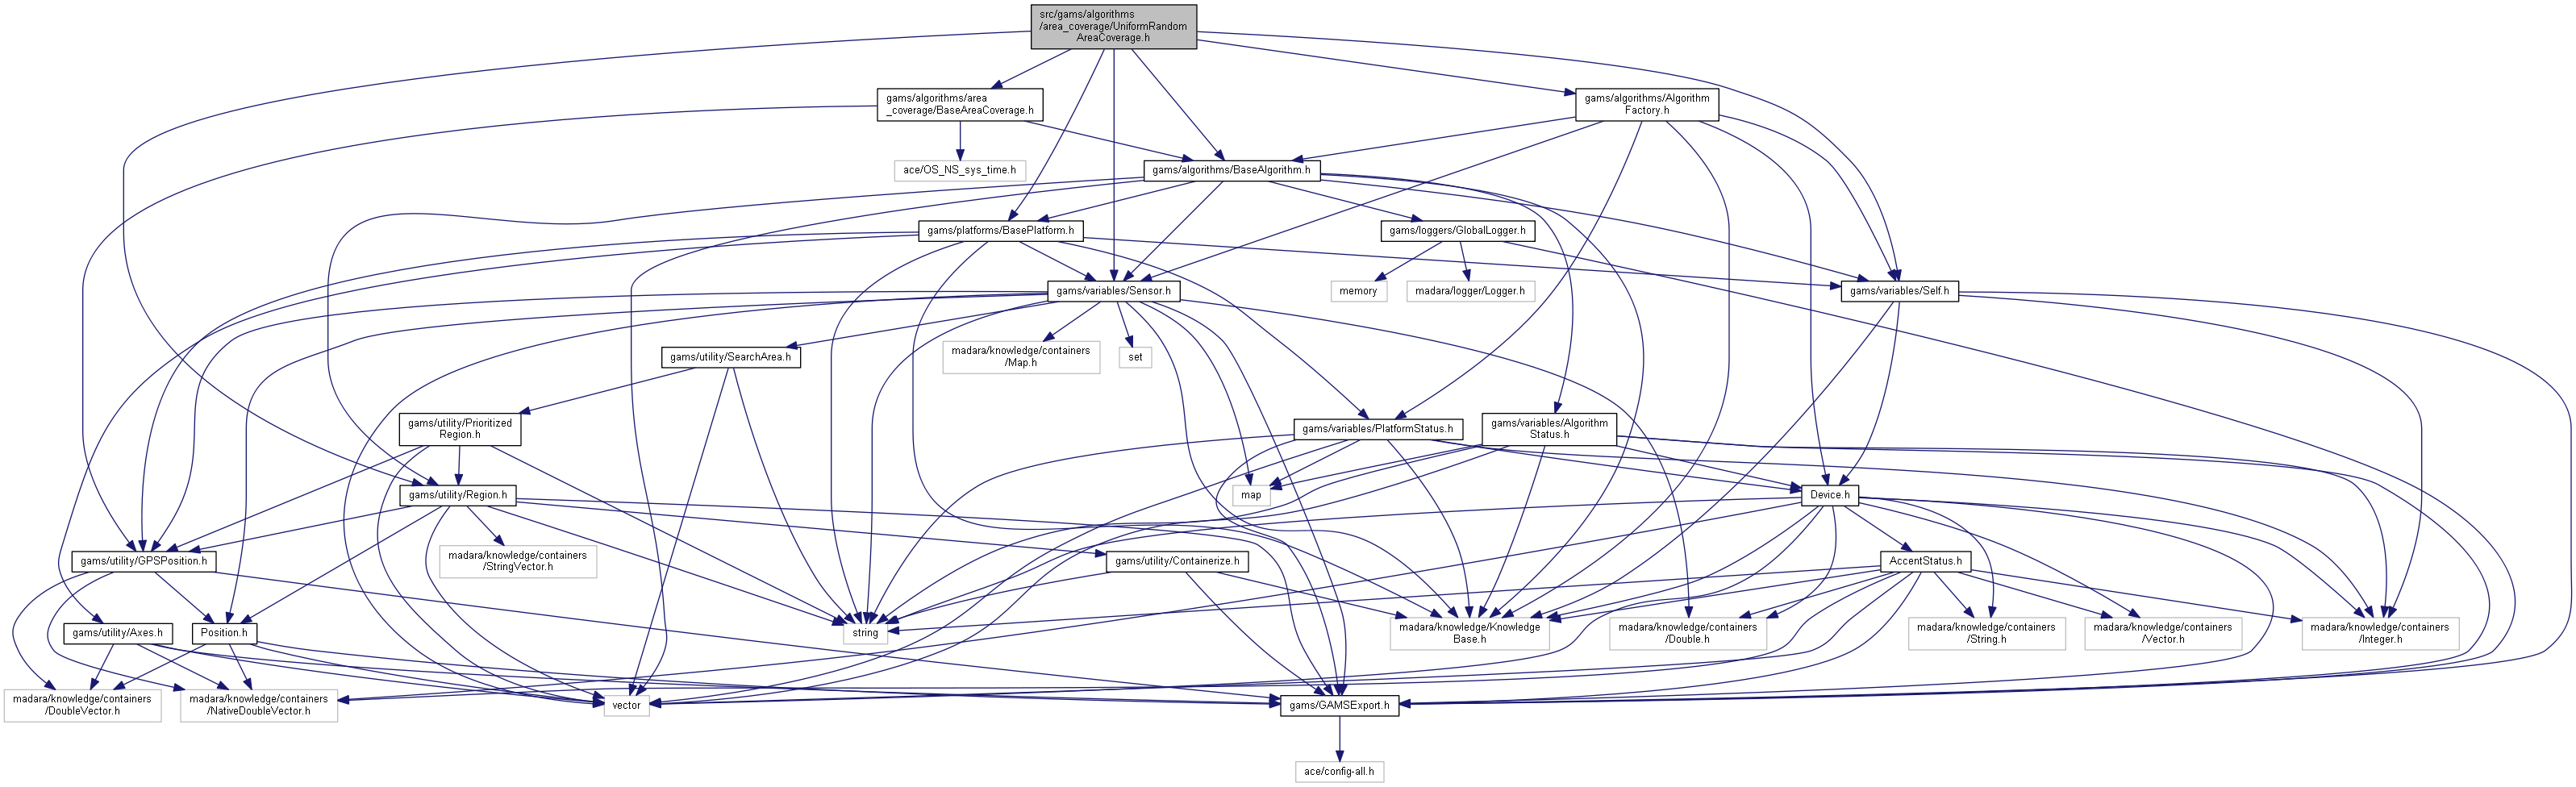 src/gams/algorithms
/area_coverage/UniformRandom
AreaCoverage.h
gams/algorithms/area
_coverage/BaseAreaCoverage.h
gams/algorithms/Algorithm
Factory.h
ace/OS_NS_sys_time.h
gams/algorithms/BaseAlgorithm.h
gams/platforms/BasePlatform.h
gams/loggers/GlobalLogger.h
gams/variables/Sensor.h
memory
madara/logger/Logger.h
gams/variables/Self.h
gams/utility/SearchArea.h
madara/knowledge/containers
/Map.h
set
gams/utility/Prioritized
Region.h
gams/variables/PlatformStatus.h
gams/variables/Algorithm
Status.h
gams/utility/Region.h
map
Device.h
gams/utility/GPSPosition.h
madara/knowledge/containers
/StringVector.h
gams/utility/Containerize.h
AccentStatus.h
gams/utility/Axes.h
Position.h
string
madara/knowledge/Knowledge
Base.h
madara/knowledge/containers
/Double.h
madara/knowledge/containers
/String.h
madara/knowledge/containers
/Vector.h
madara/knowledge/containers
/Integer.h
madara/knowledge/containers
/DoubleVector.h
madara/knowledge/containers
/NativeDoubleVector.h
vector
gams/GAMSExport.h
ace/config-all.h